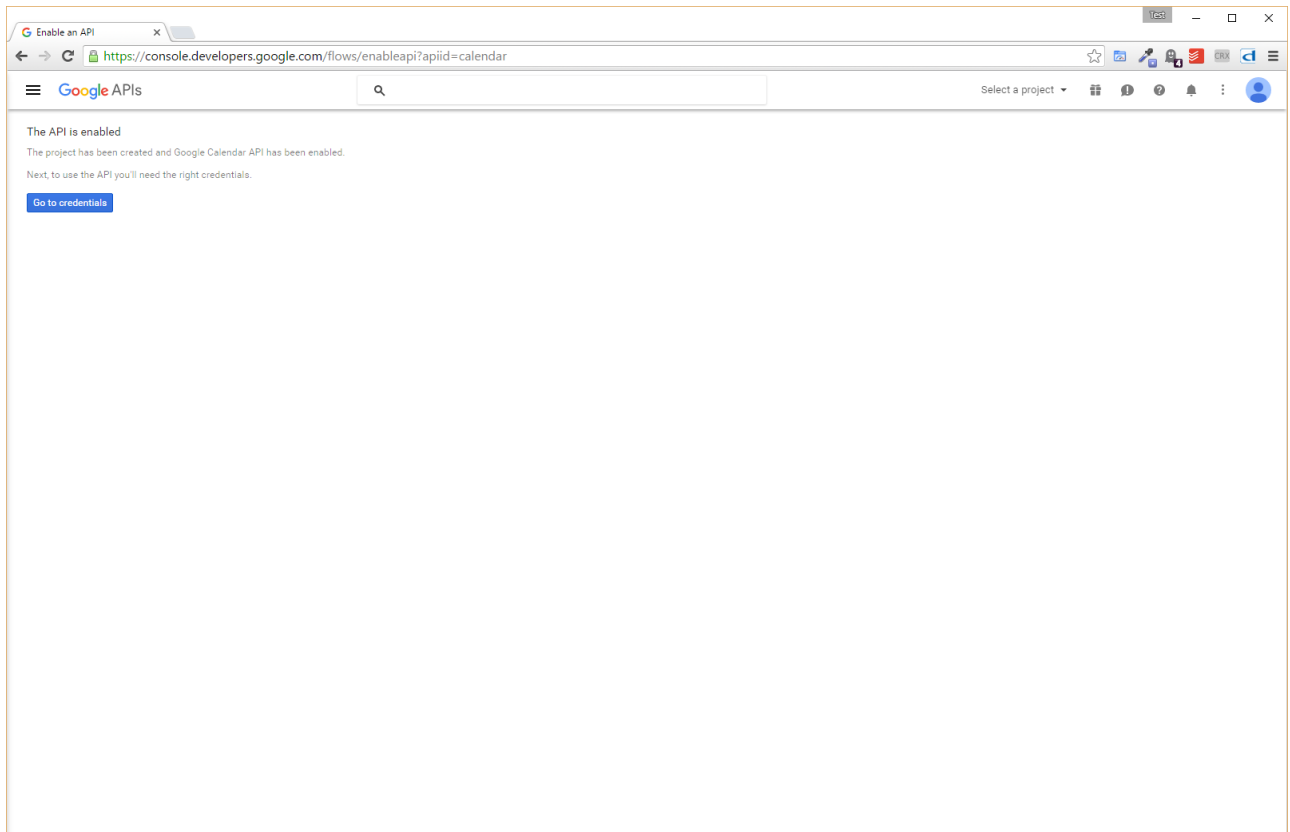 Test
Enable an API
https://console.developers.google.com/flows/enableapi?apiid=calendar
4
CRX
Google APIs
Select a project
The API is enabled
The project has been created and Google Calendar API has been enabled.
Next, to use the API you'll need the right credentials.
Go to credentials